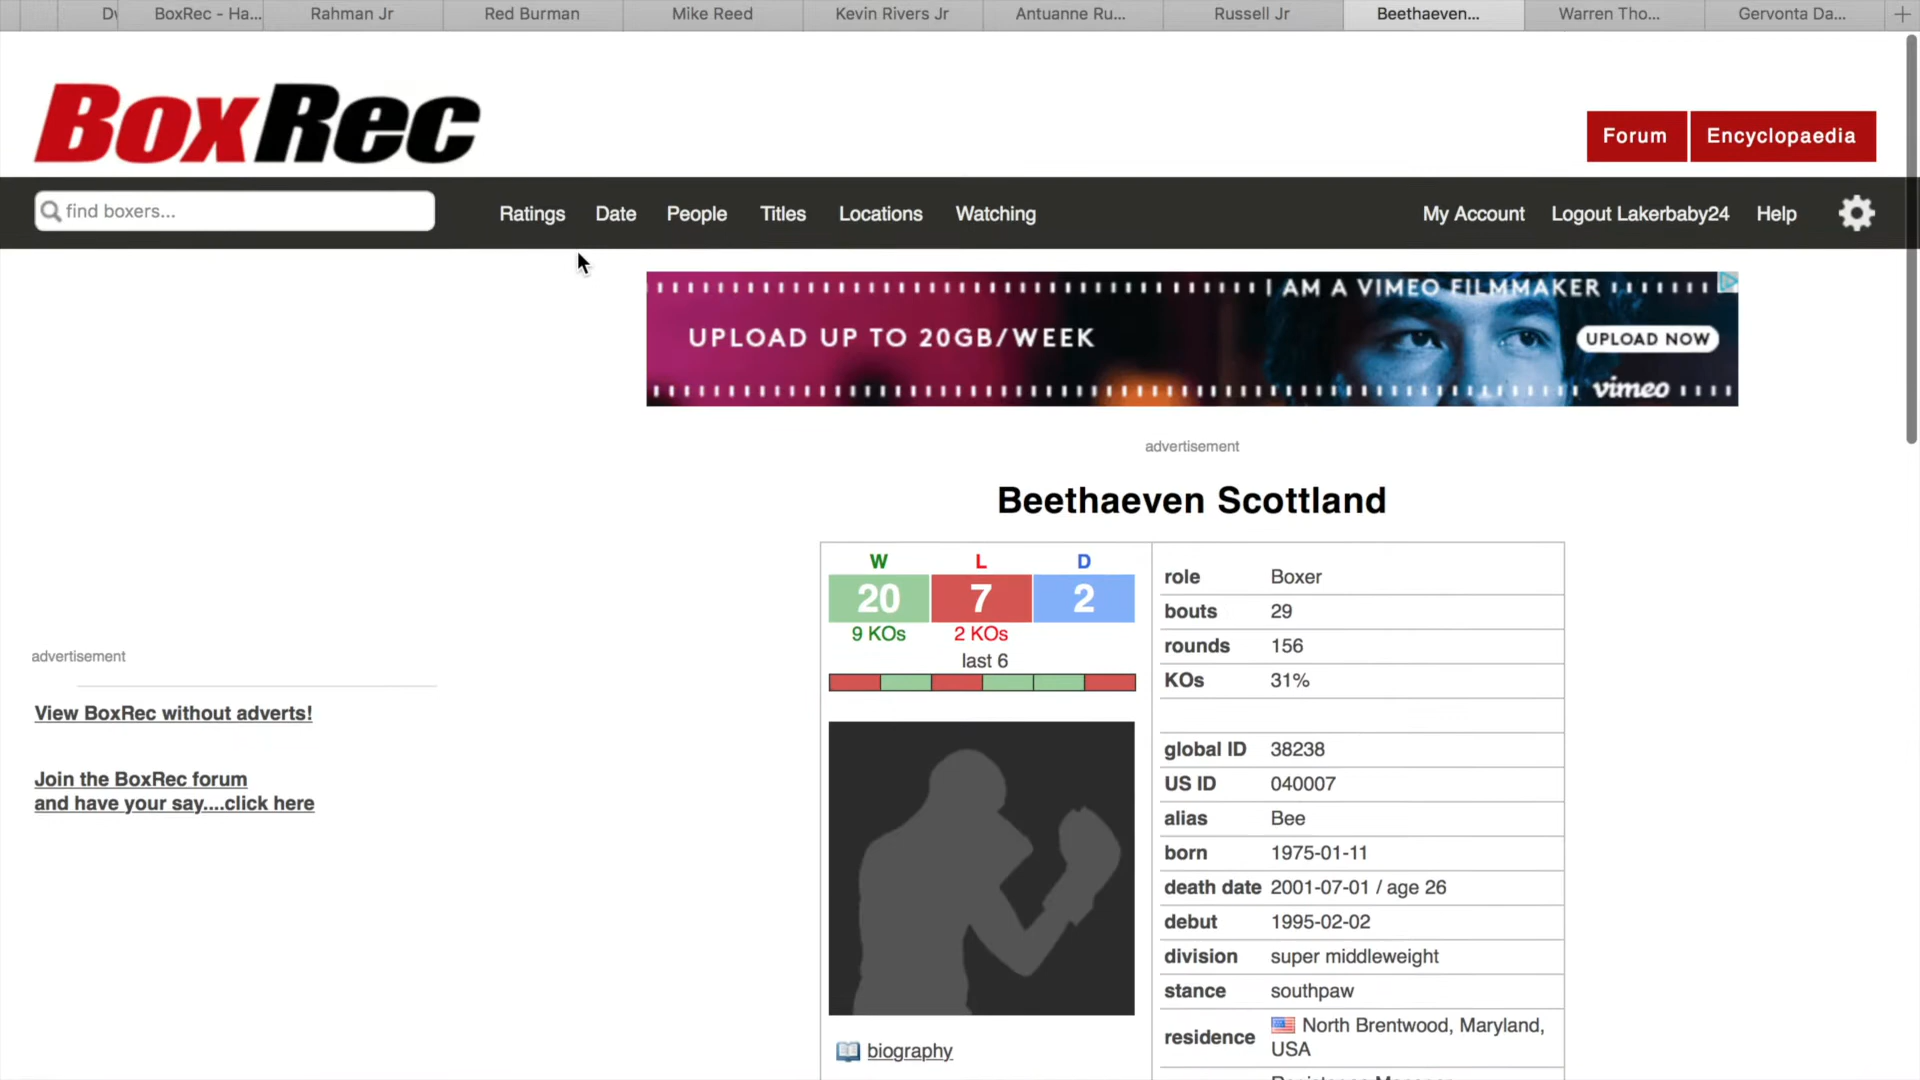 Dv
BoxRec - Ha...
Rahman Jr
Red Burman
Mike Reed
Kevin Rivers Jr
Antuanne Ru...
Russell Jr
Beethaeven...
Warren Tho...
Gervonta Da...
BoxRec
Forum
Encyclopaedia
find boxers...
Ratings
Date
People
Titles
Locations
Watching
My Account
Logout Lakerbaby24
Help
I AM A VIMEO FILMMAKER
UPLOAD UP TO 20GB/WEEK
UPLOAD NOW
vimeo
advertisement
Beethaeven Scottland
W L D
20 7 2
9 KOs 2 KOs
last 6
role Boxer
bouts 29
rounds 156
KOs 31%
global ID 38238
US ID 040007
alias Bee
born 1975-01-11
death date 2001-07-01 / age 26
debut 1995-02-02
division super middleweight
stance southpaw
residence North Brentwood, Maryland,
USA
biography
advertisement
View BoxRec without adverts!
Join the BoxRec forum
and have your say....click here